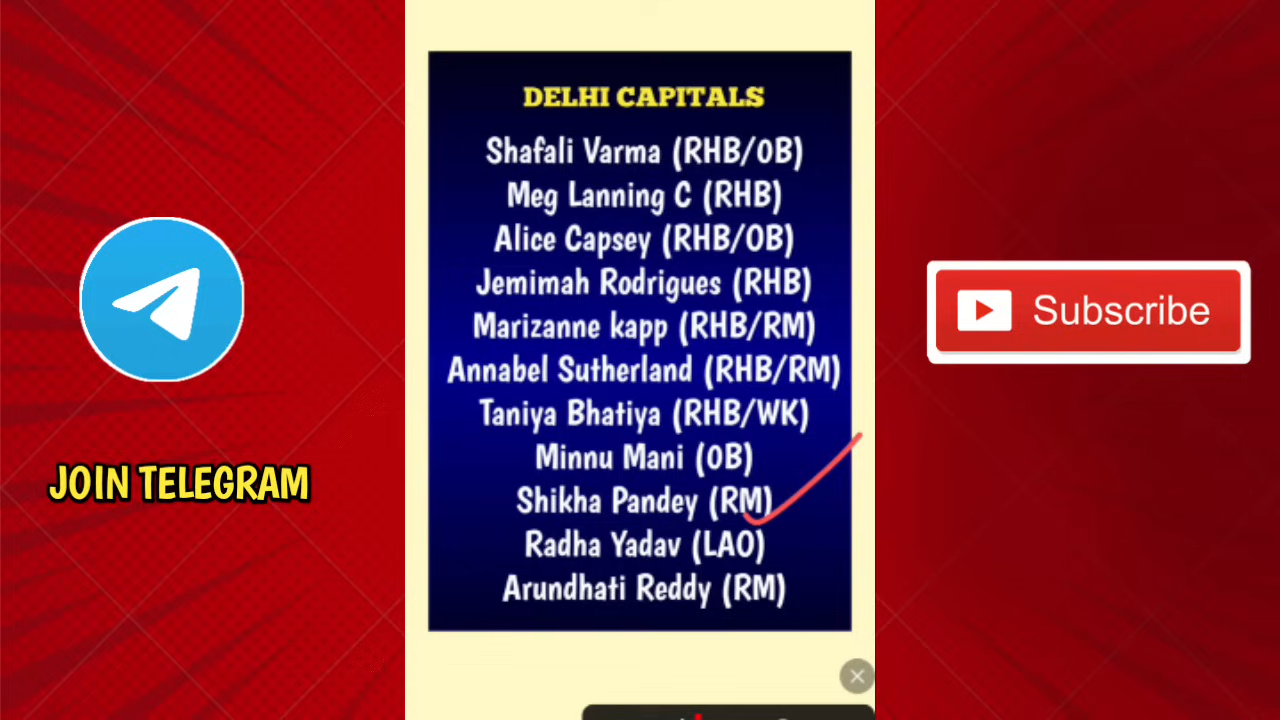 DELHI CAPITALS
Shafali Varma (RHB/OB)
Meg Lanning C (RHB)
Alice Capsey (RHB/OB)
Jemimah Rodrigues (RHB)
Marizanne kapp (RHB/RM)
Annabel Sutherland (RHB/RM)
Taniya Bhatiya (RHB/WK)
Minnu Mani (OB)
Shikha Pandey (RM)
Radha Yadav (LAO)
Arundhati Reddy (RM)
JOIN TELEGRAM
Subscribe